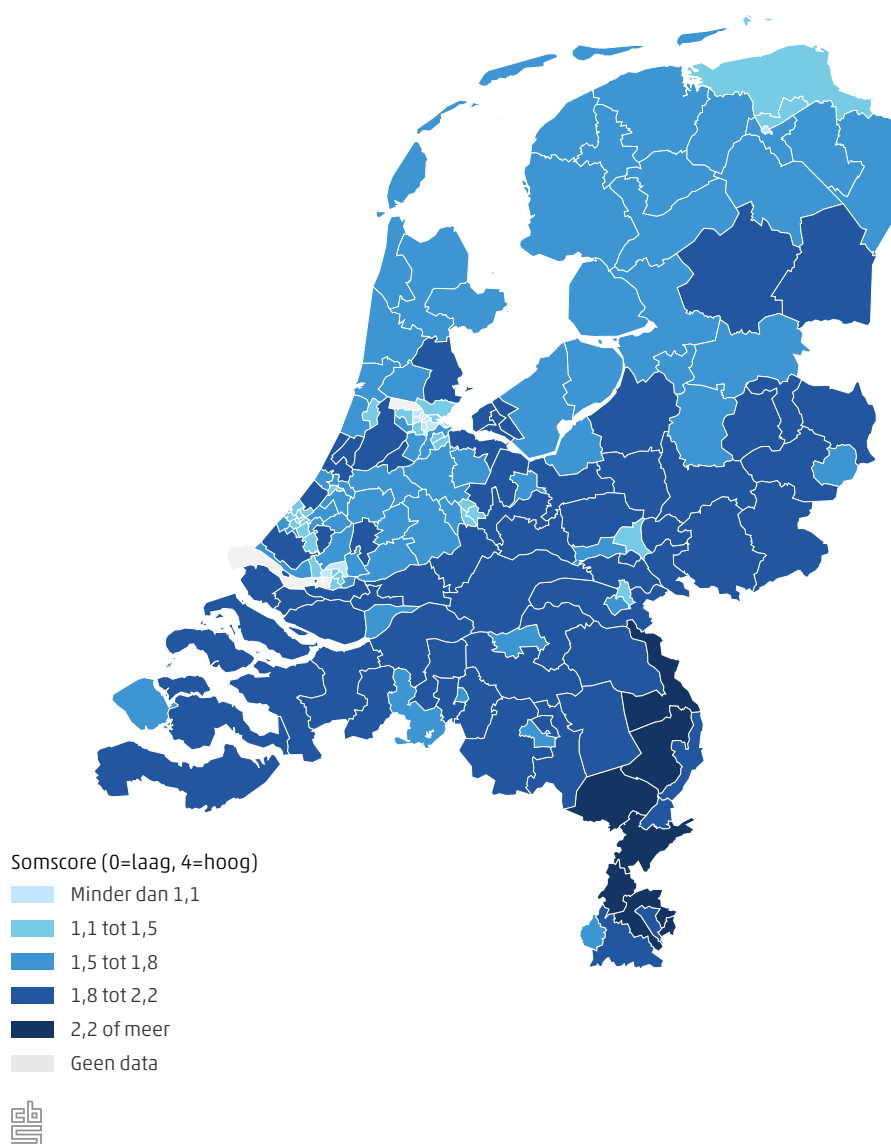 Somscore (0=laag, 4=hoog)
Minder dan 1,1
1,1 tot 1,5
1,5 tot 1,8
1,8 tot 2,2
2,2 of meer
Geen data
cbs